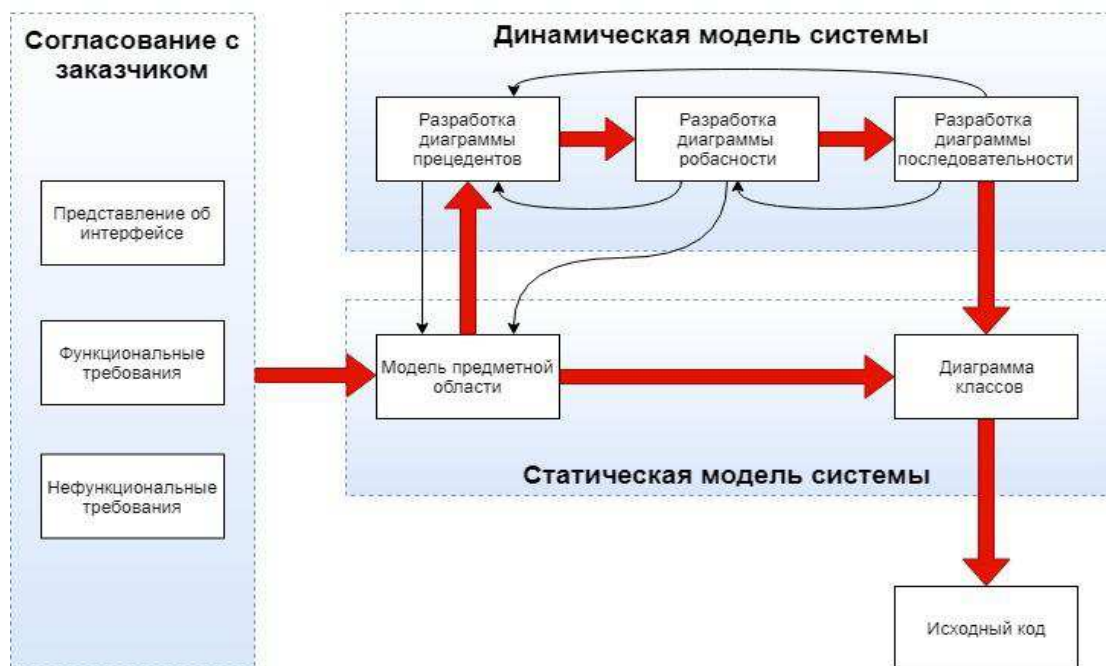 Согласование с
заказчиком
Представление об
интерфейсе
Функциональные
требования
Нефункциональные
требования
Динамическая модель системы
Разработка
диаграммы
прецедентов
Разработка
диаграммы
робасности
Разработка
диаграммы
последовательности
Модель предметной
области
Диаграмма
классов
Статическая модель системы
Исходный код